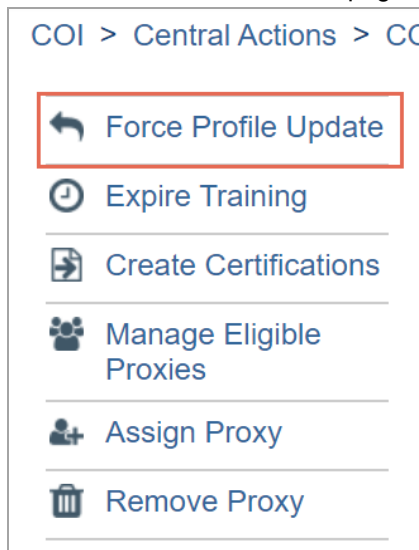 COI > Central Actions >
Force Profile Update
Expire Training
Create Certifications
Manage Eligible
Proxies
Assign Proxy
Remove Proxy